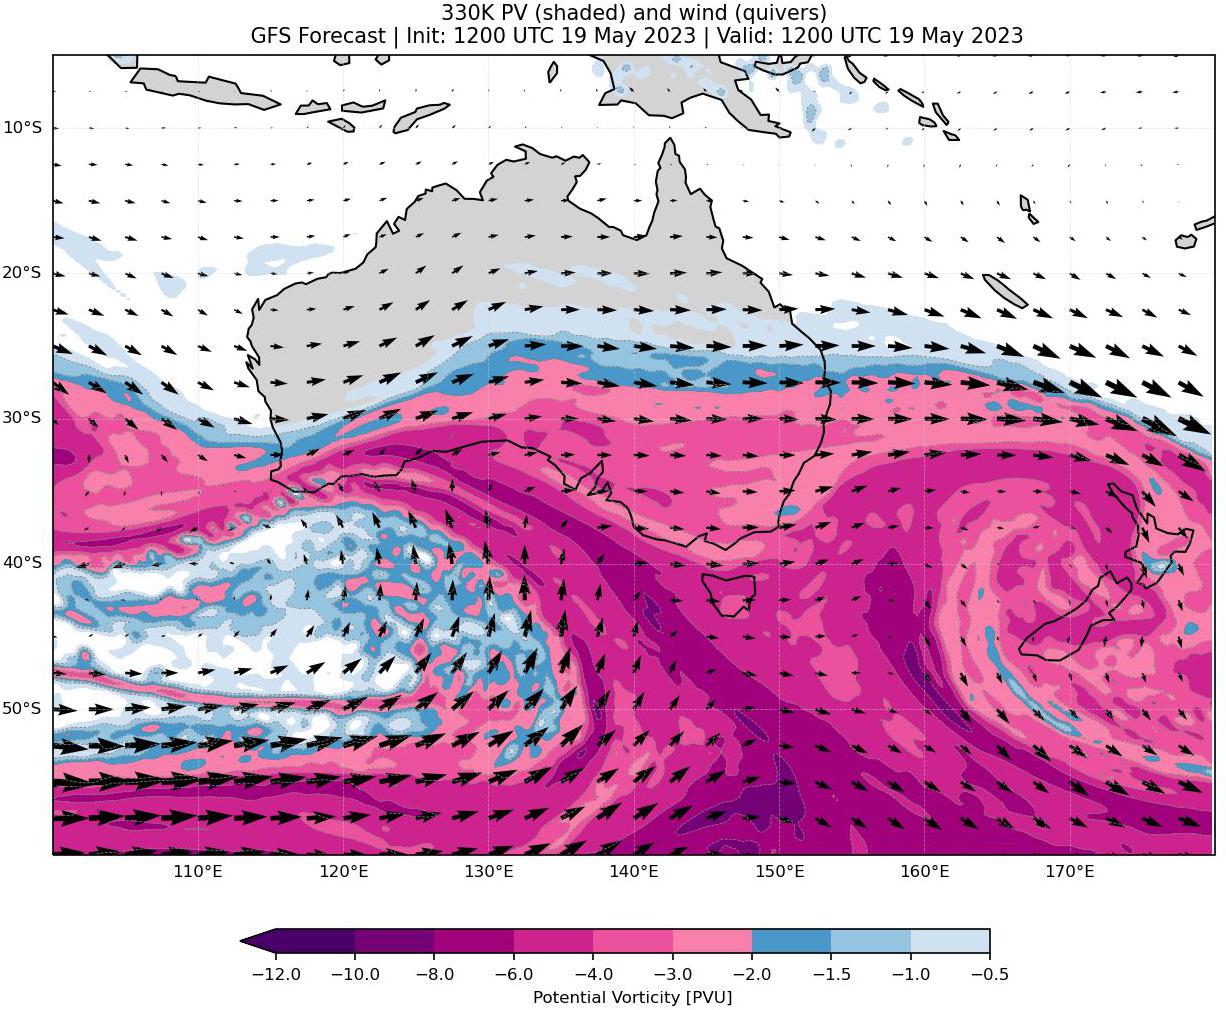 330K PV (shaded) and wind (quivers)
GFS Forecast | Init: 1200 UTC 19 May 2023 | Valid: 1200 UTC 19 May 2023
10°S
20°S
30°S
40°S
50°S
110°E 120°E 130°E 140°E 150°E 160°E 170°E
−12.0 −10.0 −8.0 −6.0 −4.0 −3.0 −2.0 −1.5 −1.0 −0.5
Potential Vorticity [PVU]